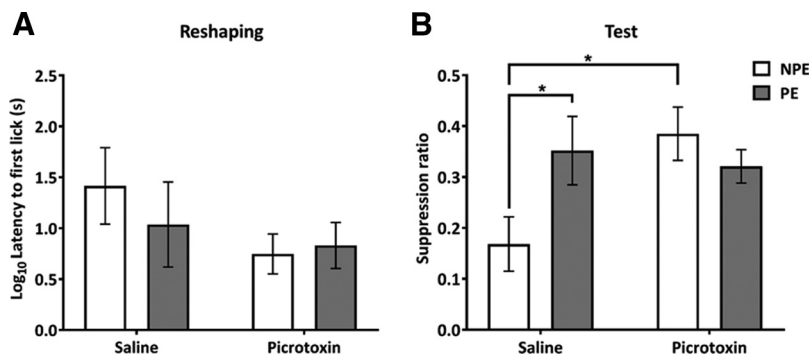 A
Reshaping
Log10 Latency to first lick (s)
2.5
2.0
1.5
1.0
0.5
0.0
Saline
Picrotoxin
B
Test
Suppression ratio
0.5
0.4
0.3
0.2
0.1
0.0
*
*
Saline
Picrotoxin
NPE
PE